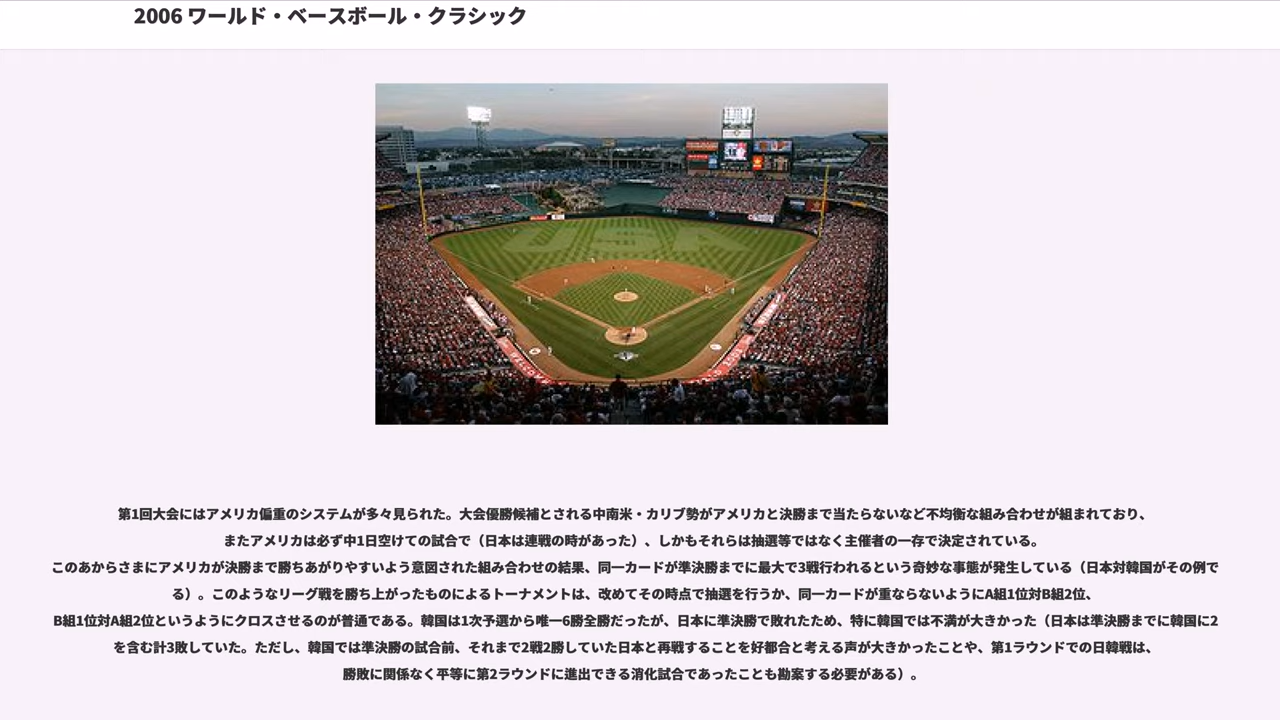 2006 ワールド・ベースボール・クラシック
USA
第1回大会にはアメリカ偏重のシステムが多々見られた。大会優勝候補とされる中南米・カリブ勢がアメリカと決勝まで当たらないなど不均衡な組み合わせが組まれており、
またアメリカは必ず中1日空けての試合で（日本は連戦の時があった）、しかもそれらは抽選等ではなく主催者の一存で決定されている。
このあからさまにアメリカが決勝まで勝ちあがりやすいよう意図された組み合わせの結果、同一カードが準決勝までに最大で3戦行われるという奇妙な事態が発生している（日本対韓国がその例で
る）。このようなリーグ戦を勝ち上がったものによるトーナメントは、改めてその時点で抽選を行うか、同一カードが重ならないようにA組1位対B組2位、
B組1位対A組2位というようにクロスさせるのが普通である。韓国は1次予選から唯一6勝全勝だったが、日本に準決勝で敗れたため、特に韓国では不満が大きかった（日本は準決勝までに韓国に2
を含む計3敗していた。ただし、韓国では準決勝の試合前、それまで2戦2勝していた日本と再戦することを好都合と考える声が大きかったことや、第1ラウンドでの日韓戦は、
勝敗に関係なく平等に第2ラウンドに進出できる消化試合であったことも勘案する必要がある）。